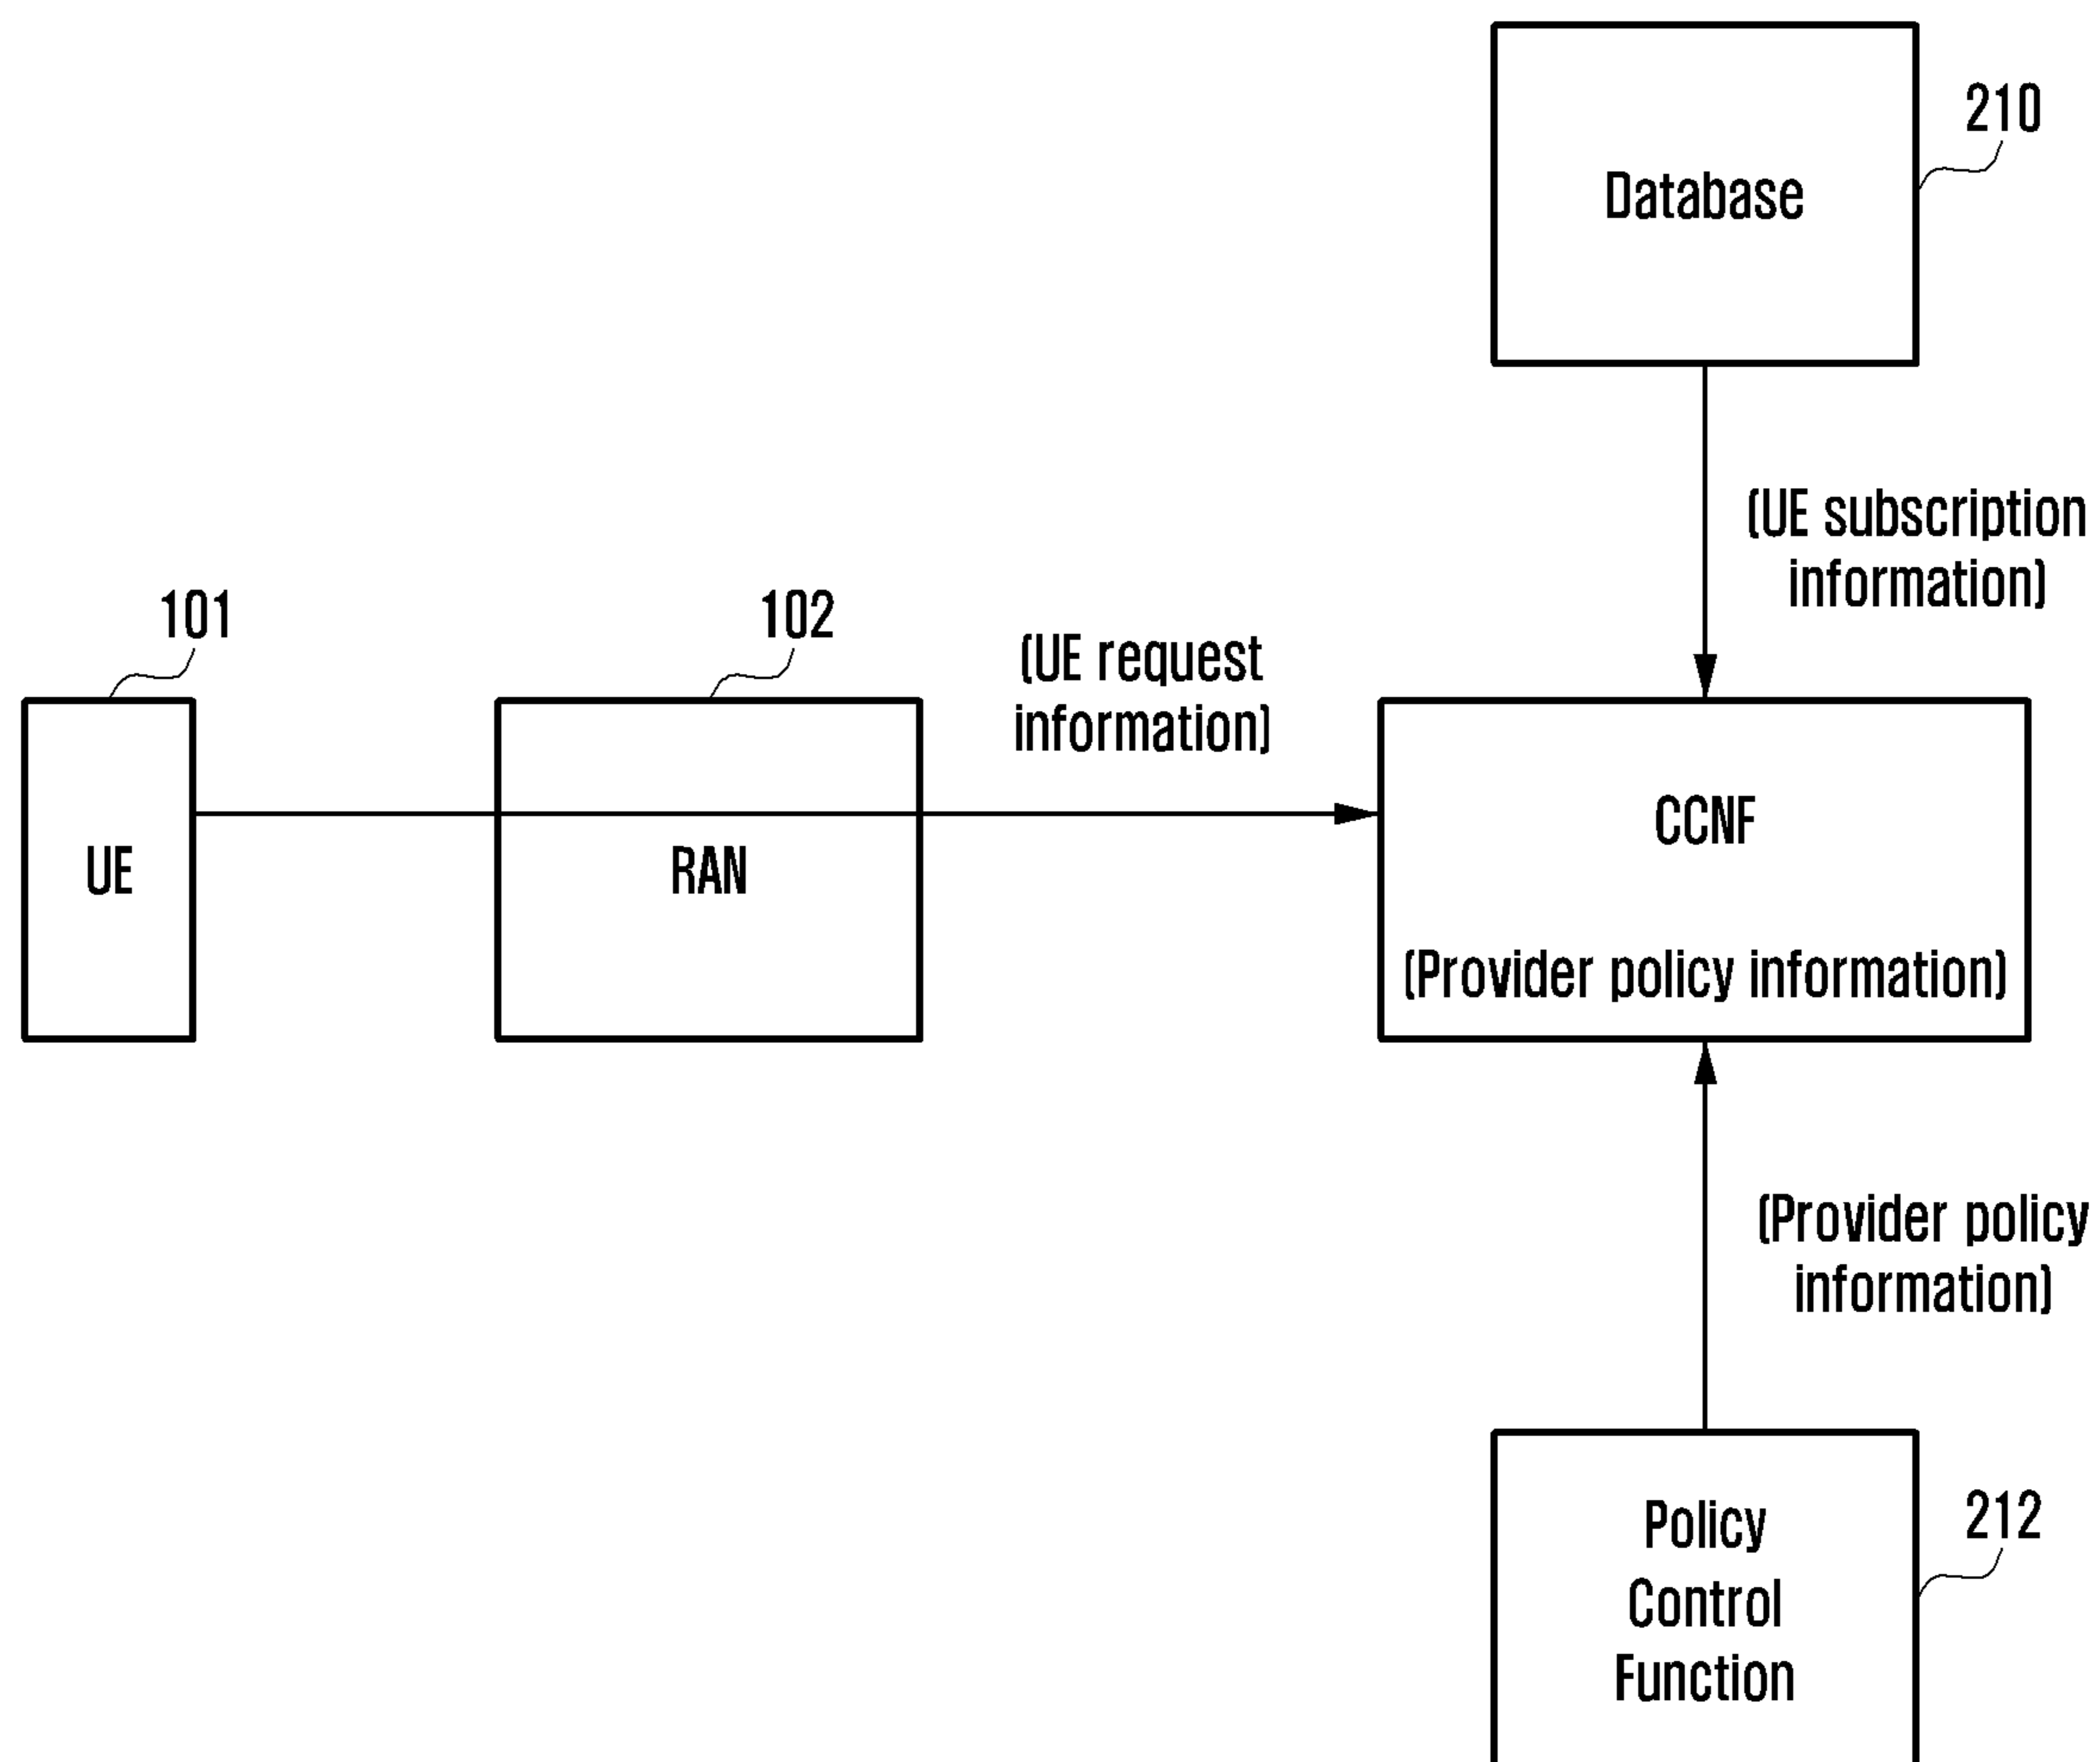 210
Database
(UE subscription
information)
101
102
(UE request
information)
UE
RAN
CCNF
(Provider policy information)
(Provider policy
information)
212
Policy
Control
Function